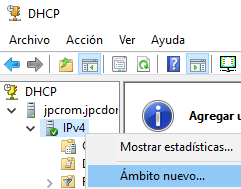 DHCP
Archivo Acción Ver Ayuda
DHCP
jpcrom.jpcdor
IPv4
Agregar u
Mostrar estadísticas...
Ámbito nuevo...